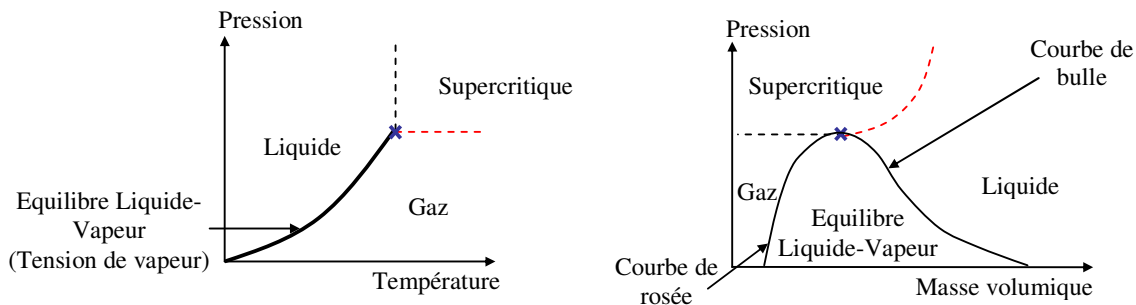 Pression
Supercritique
Liquide
Equilibre Liquide-
Vapeur
(Tension de vapeur)
Gaz
Température
Pression
Courbe de
bulle
Supercritique
Gaz
Liquide
Equilibre
Liquide-Vapeur
Courbe de
rosée
Masse volumique